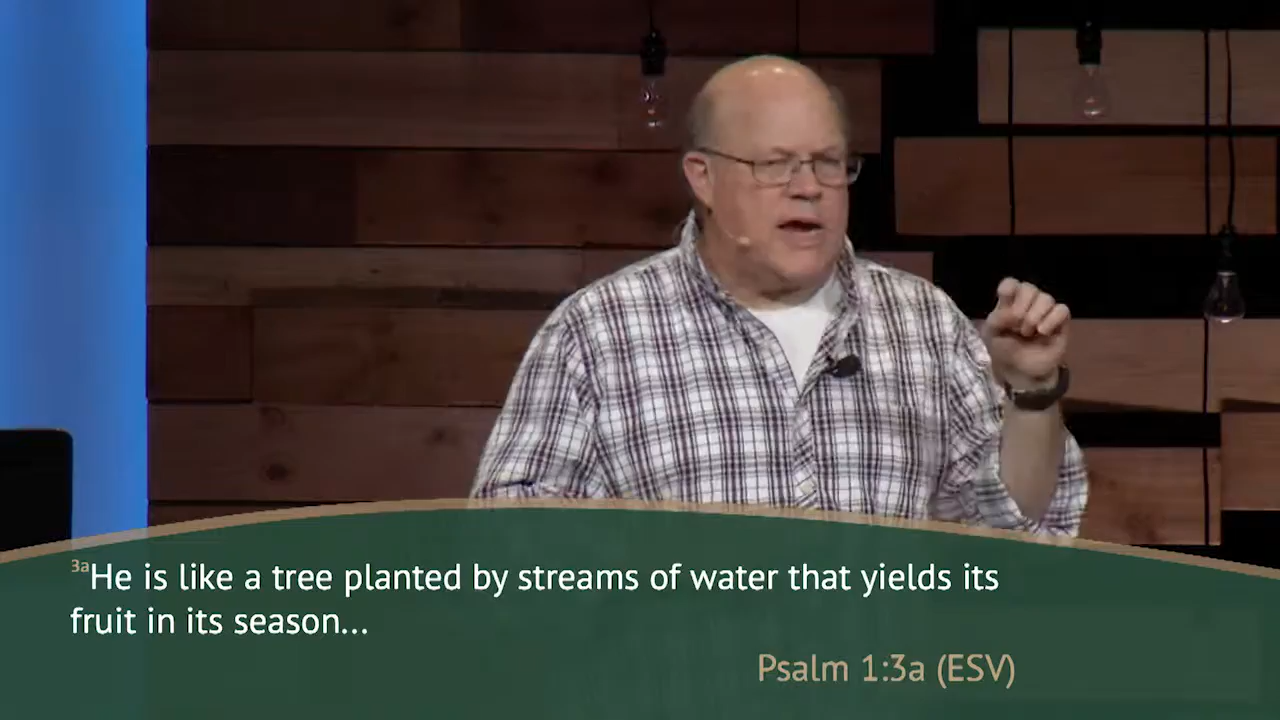 3aHe is like a tree planted by streams of water that yields its
fruit in its season...
Psalm 1:3a (ESV)